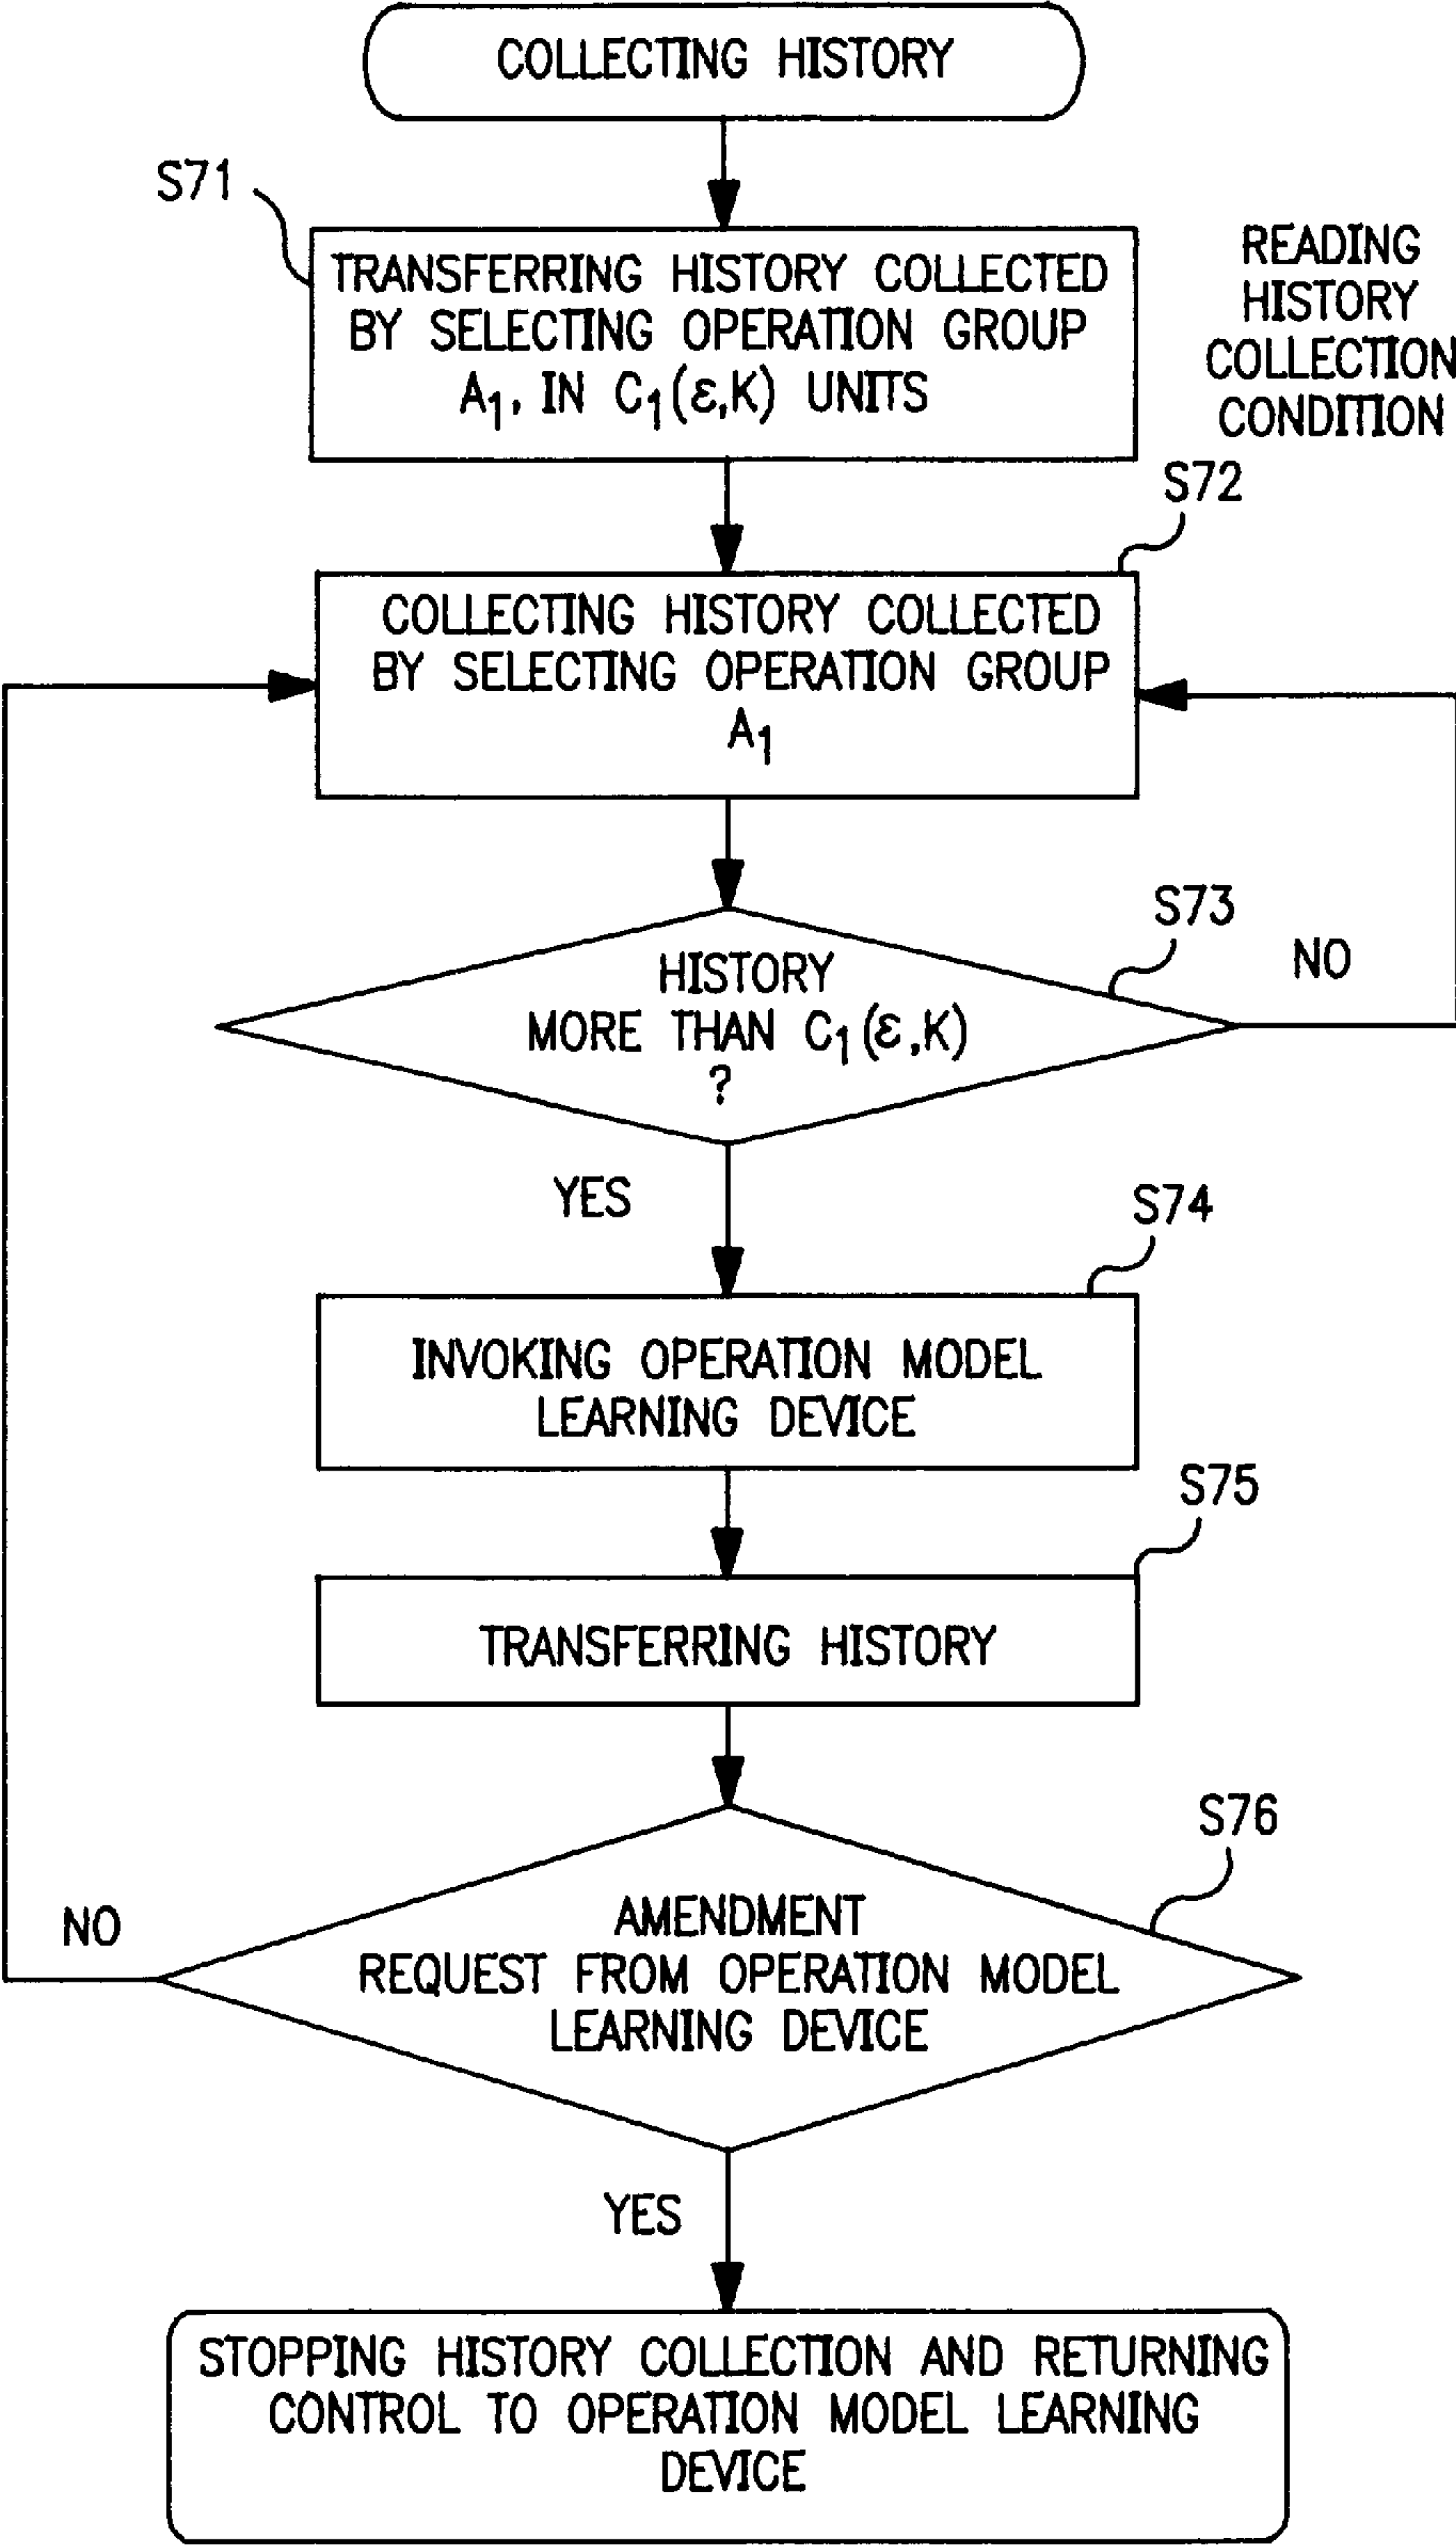 COLLECTING HISTORY
S71
TRANSFERRING HISTORY COLLECTED
BY SELECTING OPERATION GROUP
A1, IN C1(ε,K) UNITS
READING
HISTORY
COLLECTION
CONDITION
S72
COLLECTING HISTORY COLLECTED
BY SELECTING OPERATION GROUP
A1
S73
HISTORY
MORE THAN C1(ε,K)
?
NO
YES
S74
INVOKING OPERATION MODEL
LEARNING DEVICE
S75
TRANSFERRING HISTORY
S76
AMENDMENT
REQUEST FROM OPERATION MODEL
LEARNING DEVICE
NO
YES
STOPPING HISTORY COLLECTION AND RETURNING
CONTROL TO OPERATION MODEL LEARNING
DEVICE